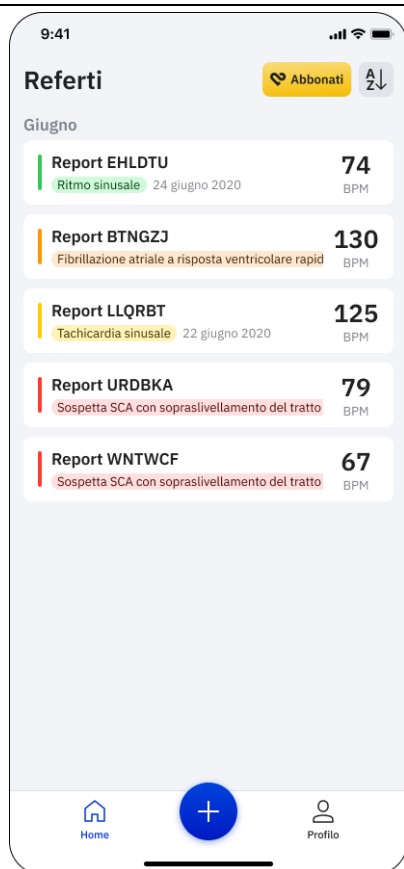 9:41
Referti
Abbonati
A
Z
Giugno
Report EHLDTU
74
Ritmo sinusale 24 giugno 2020
BPM
Report BTNGZJ
130
Fibrillazione atriale a risposta ventricolare rapid
BPM
Report LLQRBT
125
Tachicardia sinusale 22 giugno 2020
BPM
Report URDBKA
79
Sospetta SCA con sopraslivellamento del tratto
BPM
Report WNTWCF
67
Sospetta SCA con sopraslivellamento del tratto
BPM
Home
Profilo